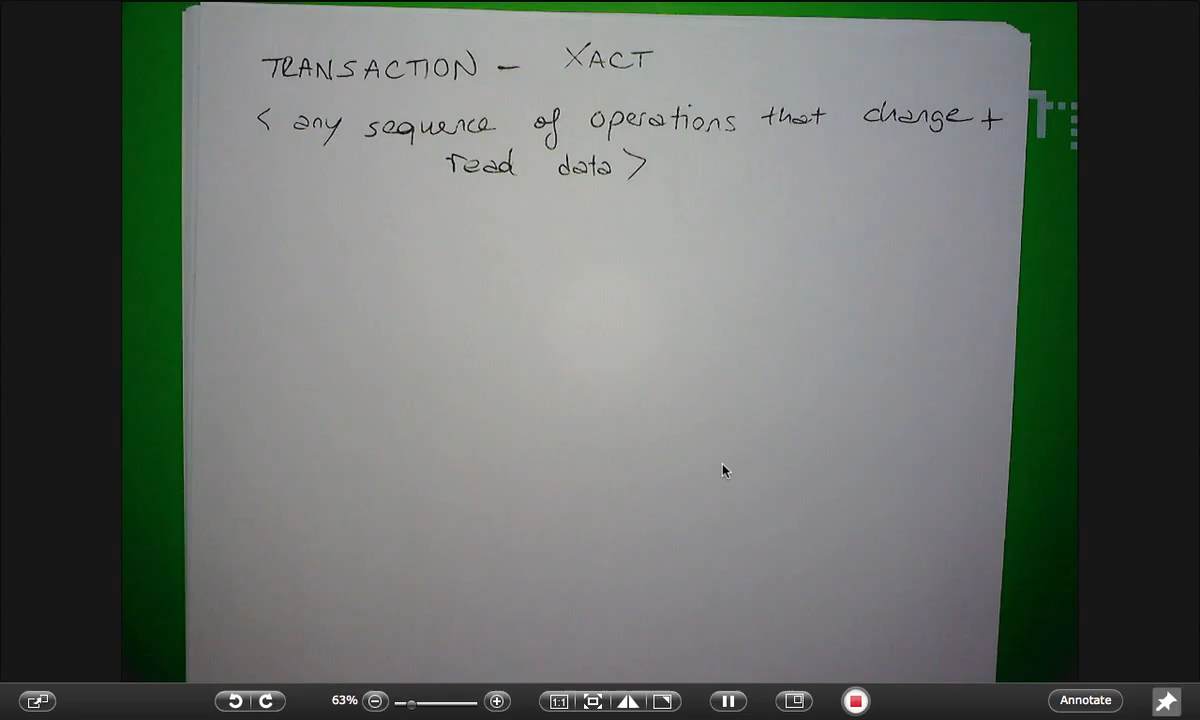 TRANSACTION – XACT
< any sequence of operations that change +
read data >
63%
1:1
Annotate